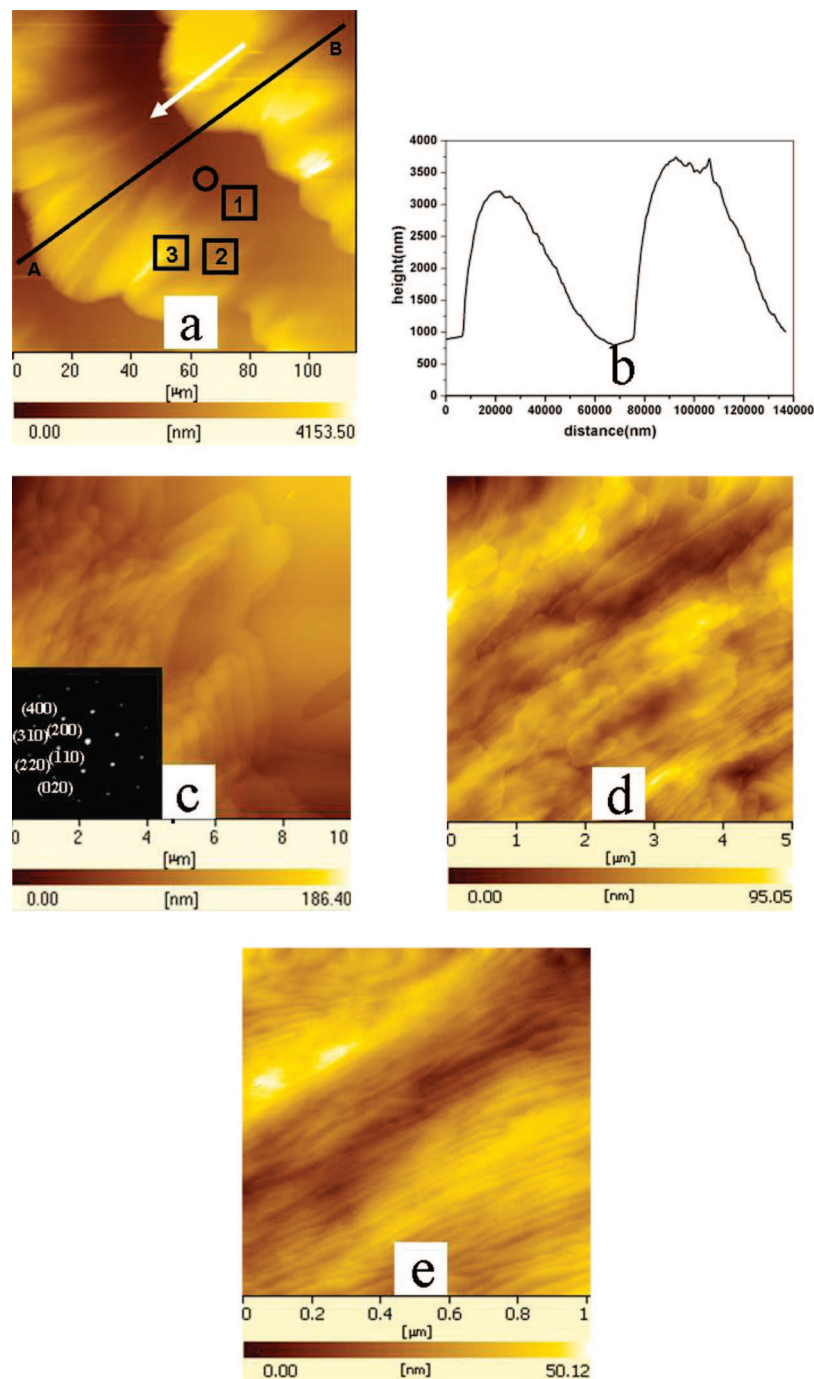 B
1
3
2
A
a
0 20 40 60 80 100
[μm]
0.00 [nm] 4153.50
4000
3500
3000
2500
2000
1500
1000
500
0
height(nm)
0 20000 40000 60000 80000 100000 120000 140000
distance(nm)
b
(400)
(310) (200)
(220) (110)
(020)
c
0 2 4 6 8 10
[μm]
0.00 [nm] 186.40
d
0 1 2 3 4 5
[μm]
0.00 [nm] 95.05
e
0 0.2 0.4 0.6 0.8 1
[μm]
0.00 [nm] 50.12